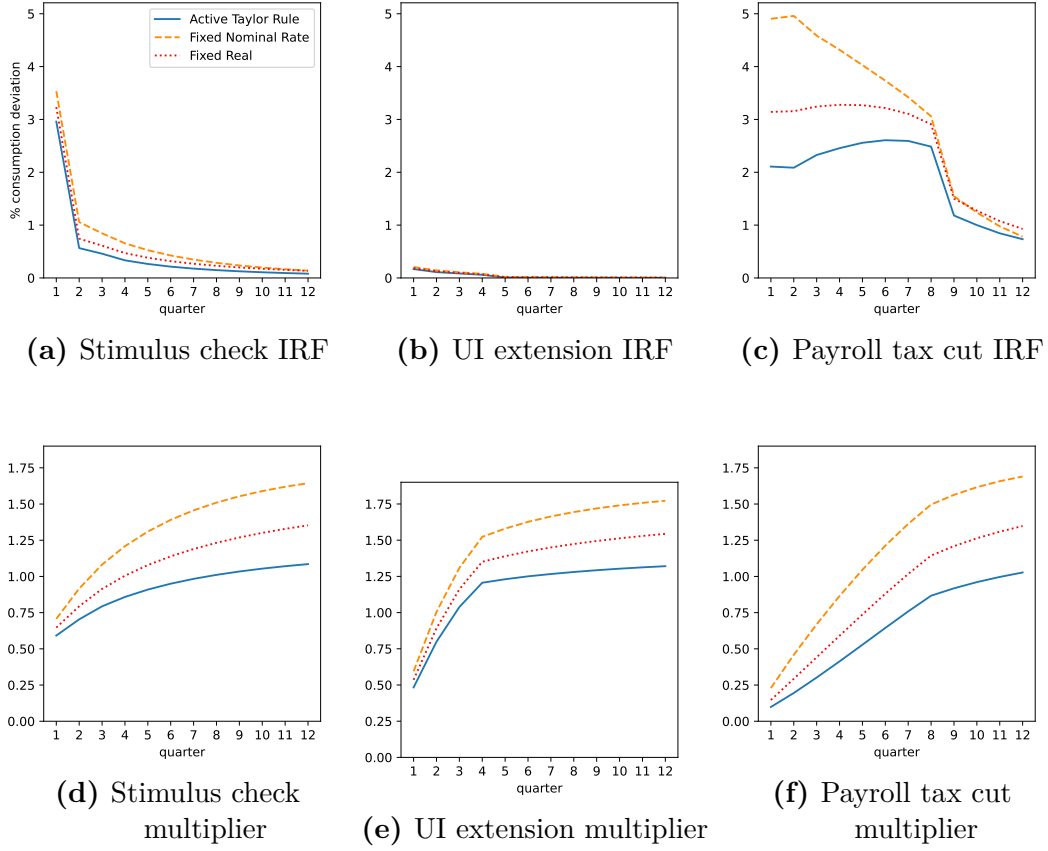 5
4
3
2
1
0
% consumption deviation
Active Taylor Rule
Fixed Nominal Rate
Fixed Real
1 2 3 4 5 6 7 8 9 10 11 12
quarter
(a) Stimulus check IRF
5
4
3
2
1
0
1 2 3 4 5 6 7 8 9 10 11 12
quarter
(b) UI extension IRF
5
4
3
2
1
0
1 2 3 4 5 6 7 8 9 10 11 12
quarter
(c) Payroll tax cut IRF
1.75
1.50
1.25
1.00
0.75
0.50
0.25
0.00
1 2 3 4 5 6 7 8 9 10 11 12
quarter
(d) Stimulus check
multiplier
1.75
1.50
1.25
1.00
0.75
0.50
0.25
0.00
1 2 3 4 5 6 7 8 9 10 11 12
quarter
(e) UI extension multiplier
1.75
1.50
1.25
1.00
0.75
0.50
0.25
0.00
1 2 3 4 5 6 7 8 9 10 11 12
quarter
(f) Payroll tax cut
multiplier